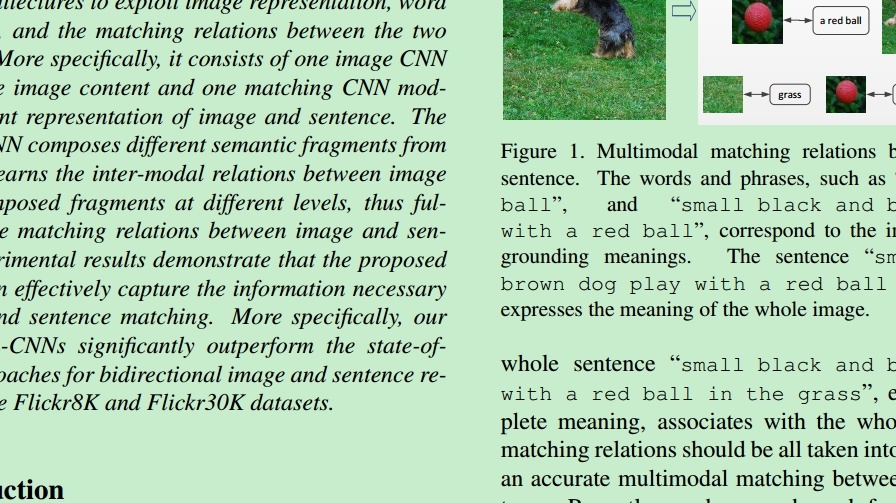 itectures to exploit image representation, word
, and the matching relations between the two
More specifically, it consists of one image CNN
e image content and one matching CNN mod-
nt representation of image and sentence. The
NN composes different semantic fragments from
earns the inter-modal relations between image
mposed fragments at different levels, thus ful-
e matching relations between image and sen-
rimental results demonstrate that the proposed
n effectively capture the information necessary
nd sentence matching. More specifically, our
-CNNs significantly outperform the state-of-
oaches for bidirectional image and sentence re-
e Flickr8K and Flickr30K datasets.
uction
a red ball
grass
Figure 1. Multimodal matching relations b
sentence. The words and phrases, such as “
ball”, and “small black and b
with a red ball”, correspond to the i
grounding meanings. The sentence “sm
brown dog play with a red ball
expresses the meaning of the whole image.
whole sentence “small black and b
with a red ball in the grass”, e
plete meaning, associates with the who
matching relations should be all taken into
an accurate multimodal matching betwee